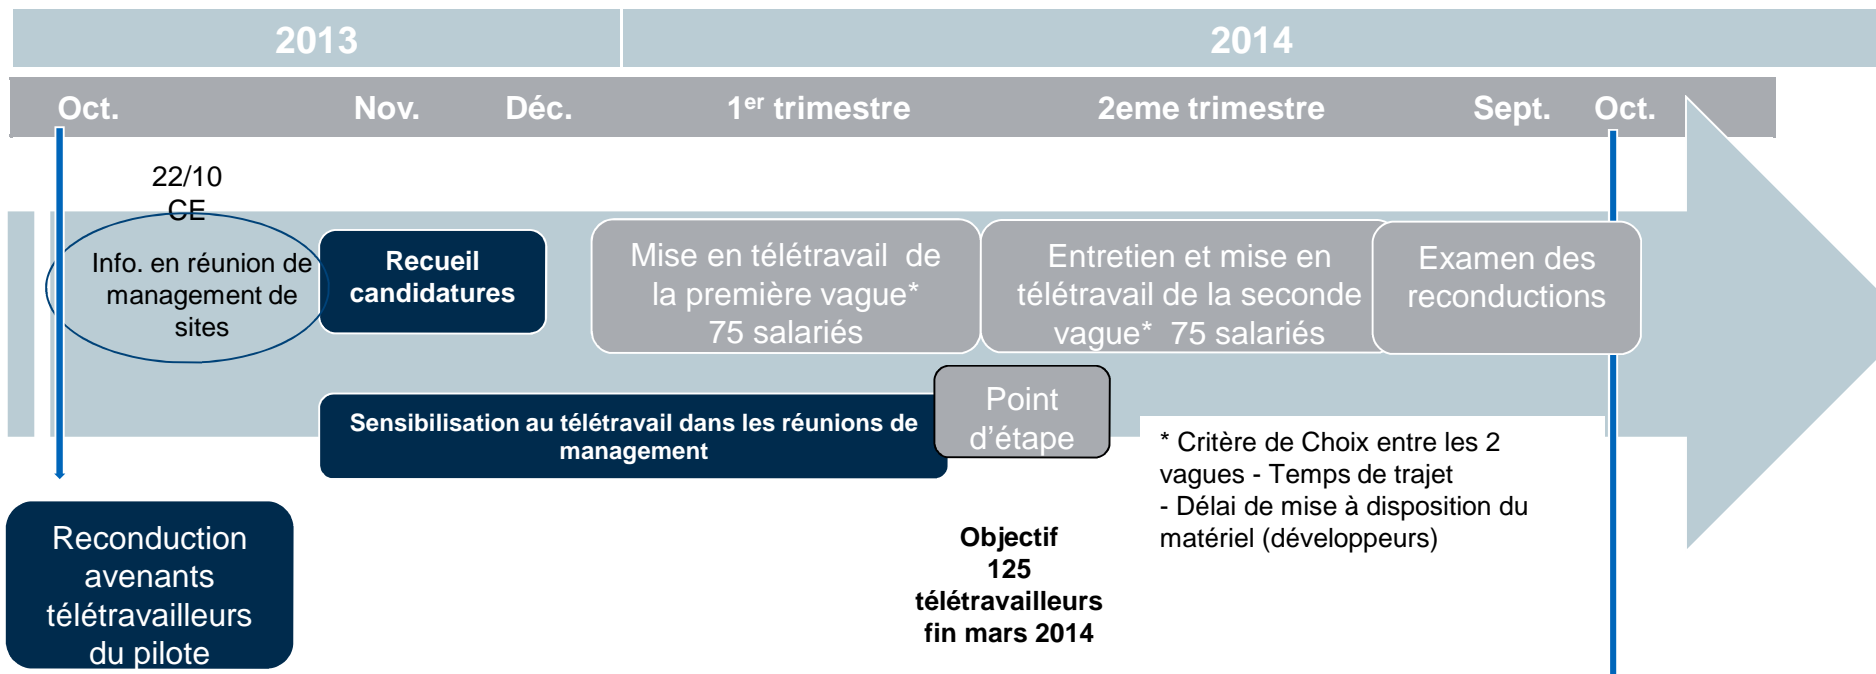 2013
2014
Oct.
Nov.
Déc.
1er trimestre
2eme trimestre
Sept.
Oct.
22/10
CE
Info. en réunion de
management de
sites
Recueil
candidatures
Mise en télétravail de
la première vague*
75 salariés
Entretien et mise en
télétravail de la seconde
vague* 75 salariés
Examen des
reconductions
Sensibilisation au télétravail dans les réunions de
management
Point
d’étape
* Critère de Choix entre les 2
vagues - Temps de trajet
- Délai de mise à disposition du
matériel (développeurs)
Reconduction
avenants
télétravailleurs
du pilote
Objectif
125
télétravailleurs
fin mars 2014